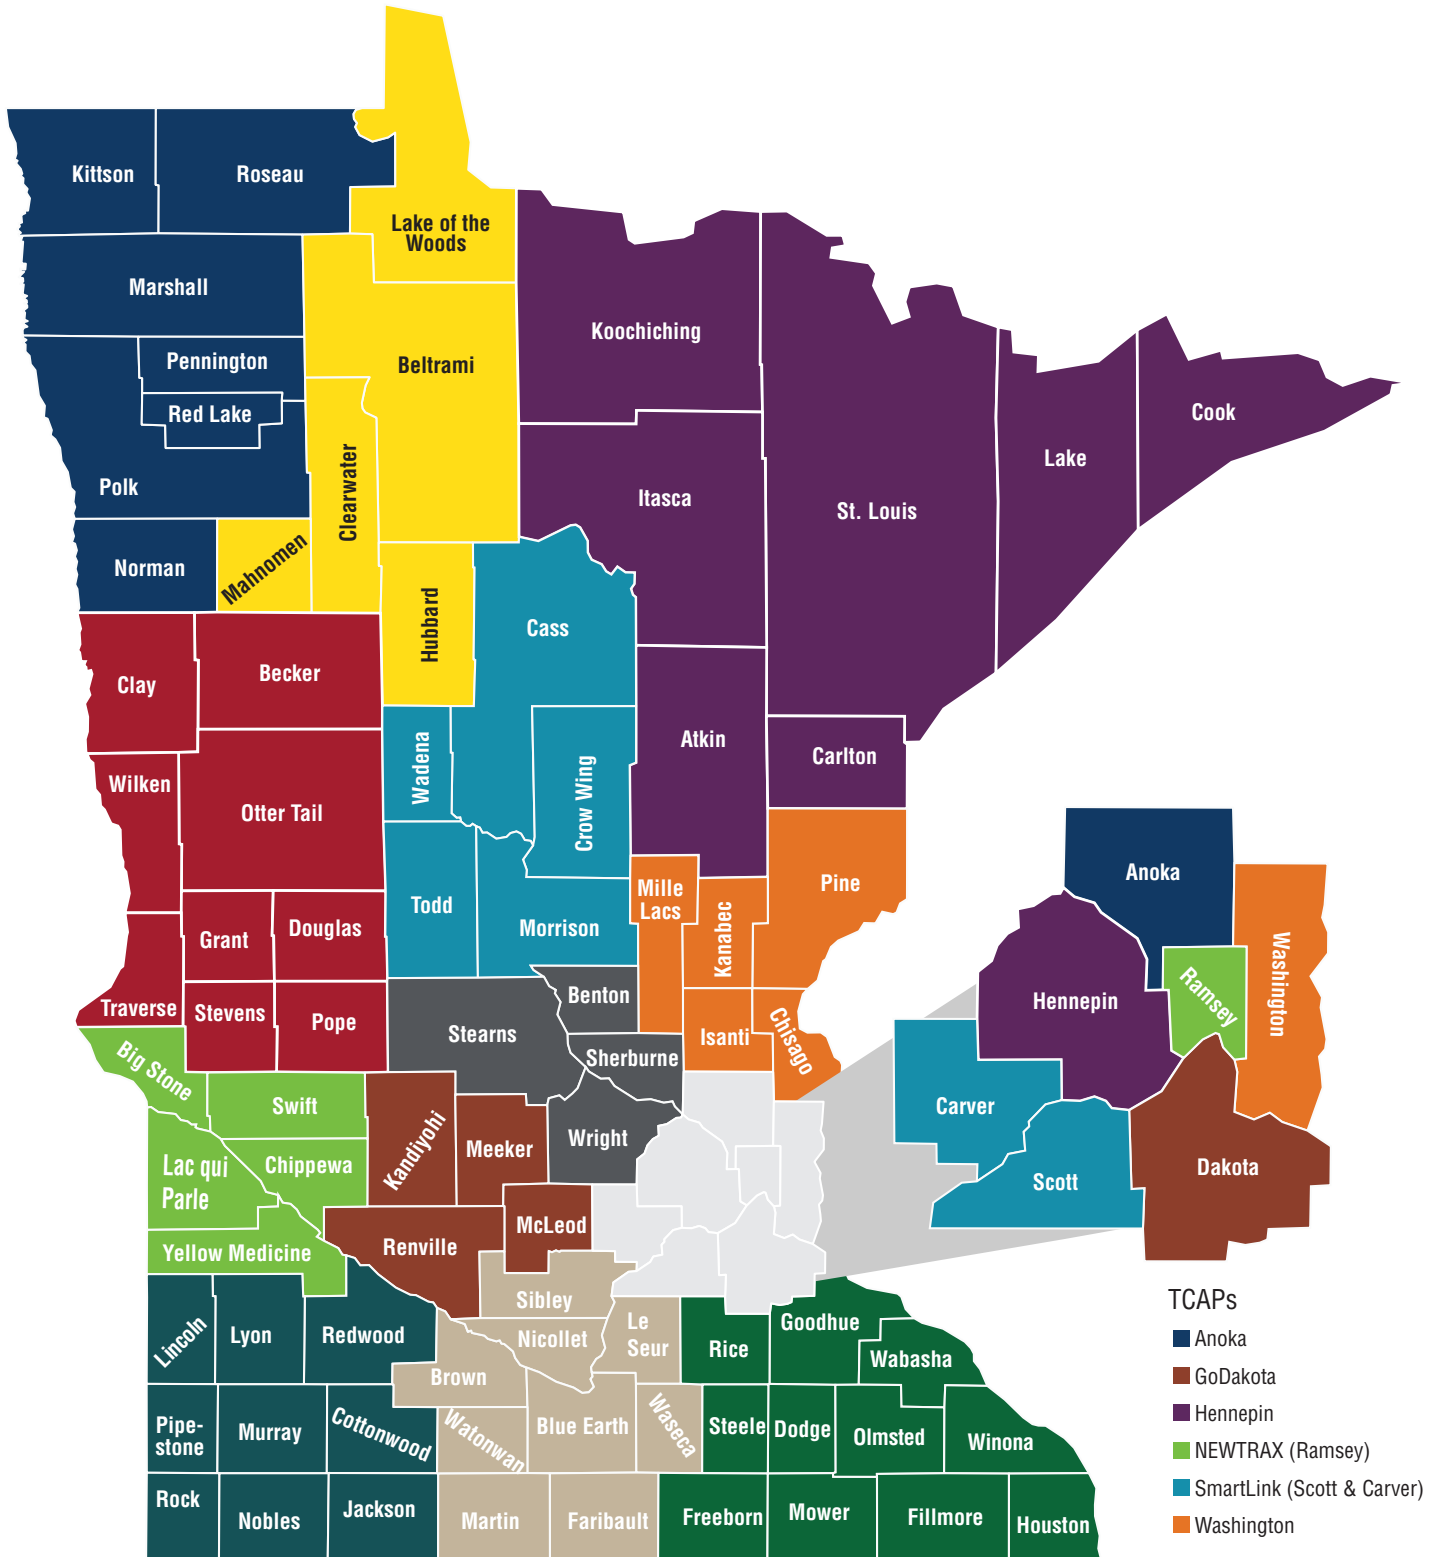 Kittson
Roseau
Lake of the
Woods
Marshall
Koochiching
Pennington
Beltrami
Red Lake
Cook
Lake
Polk
Clearwater
Itasca
St. Louis
Norman
Mahnomen
Hubbard
Cass
Clay
Becker
Atkin
Carlton
Wilken
Wadena
Otter Tail
Crow Wing
Anoka
Pine
Mille
Lacs
Todd
Kanabec
Morrison
Grant
Douglas
Washington
Ramsey
Hennepin
Benton
Traverse
Stevens
Pope
Stearns
Isanti
Chisago
Sherburne
Big Stone
Swift
Carver
Wright
Kandiyohi
Meeker
Lac qui
Parle
Chippewa
Dakota
Scott
McLeod
Yellow Medicine
Renville
Sibley
Lincoln
Lyon
Redwood
Nicollet
Le
Seur
Rice
Goodhue
Wabasha
Brown
Pipe-
stone
Murray
Cottonwood
Watonwan
Blue Earth
Waseca
Steele
Dodge
Olmsted
Winona
Rock
Nobles
Jackson
Martin
Faribault
Freeborn
Mower
Fillmore
Houston
TCAPs
Anoka
GoDakota
Hennepin
NEWTRAX (Ramsey)
SmartLink (Scott & Carver)
Washington